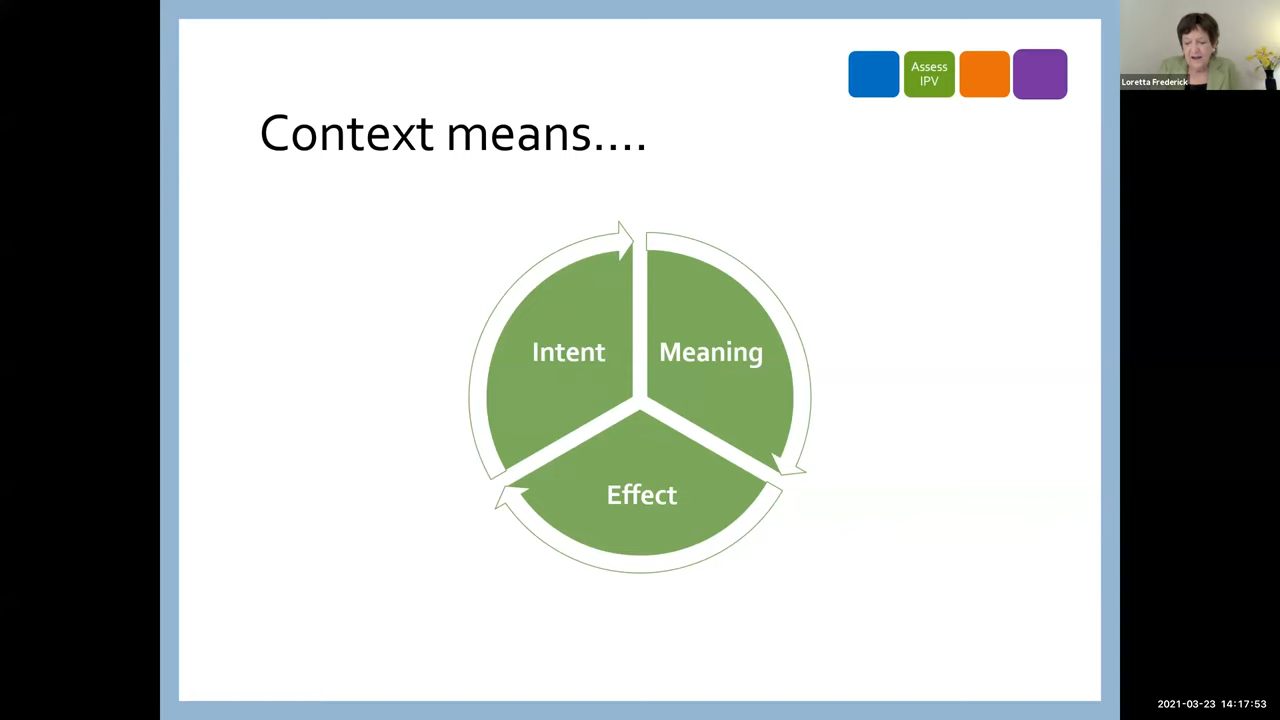 Assess
IPV
Loretta Frederick
Context means....
Intent
Meaning
Effect
2021-03-23 14:17:53